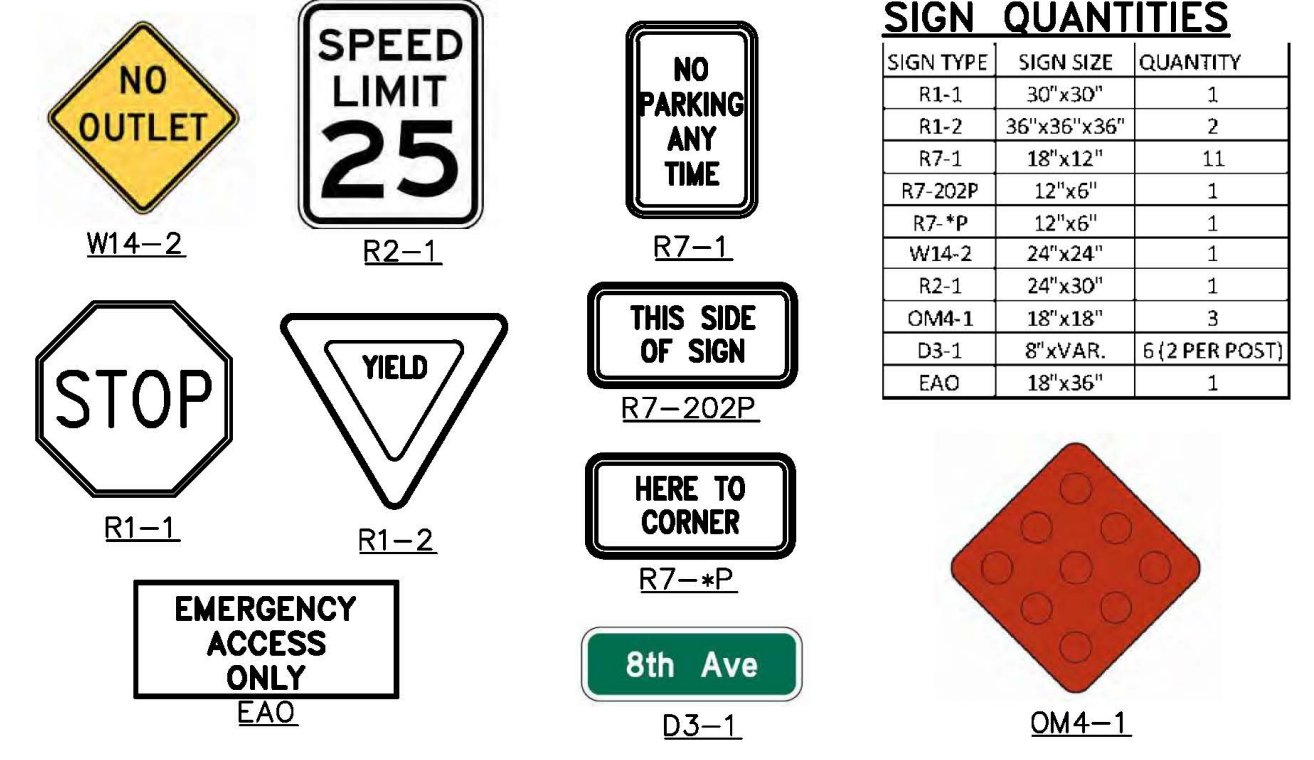 NO
OUTLET
W14-2
SPEED
LIMIT
25
R2-1
NO
PARKING
ANY
TIME
R7-1
STOP
R1-1
YIELD
R1-2
THIS SIDE
OF SIGN
R7-202P
HERE TO
CORNER
R7-*P
EMERGENCY
ACCESS
ONLY
EAO
8th Ave
D3-1
SIGN QUANTITIES
SIGN TYPE SIGN SIZE QUANTITY
R1-1 30"x30" 1
R1-2 36"x36"x36" 2
R7-1 18"x12" 11
R7-202P 12"x6" 1
R7-*P 12"x6" 1
W14-2 24"x24" 1
R2-1 24"x30" 1
OM4-1 18"x18" 3
D3-1 8"xVAR. 6 (2 PER POST)
EAO 18"x36" 1
OM4-1